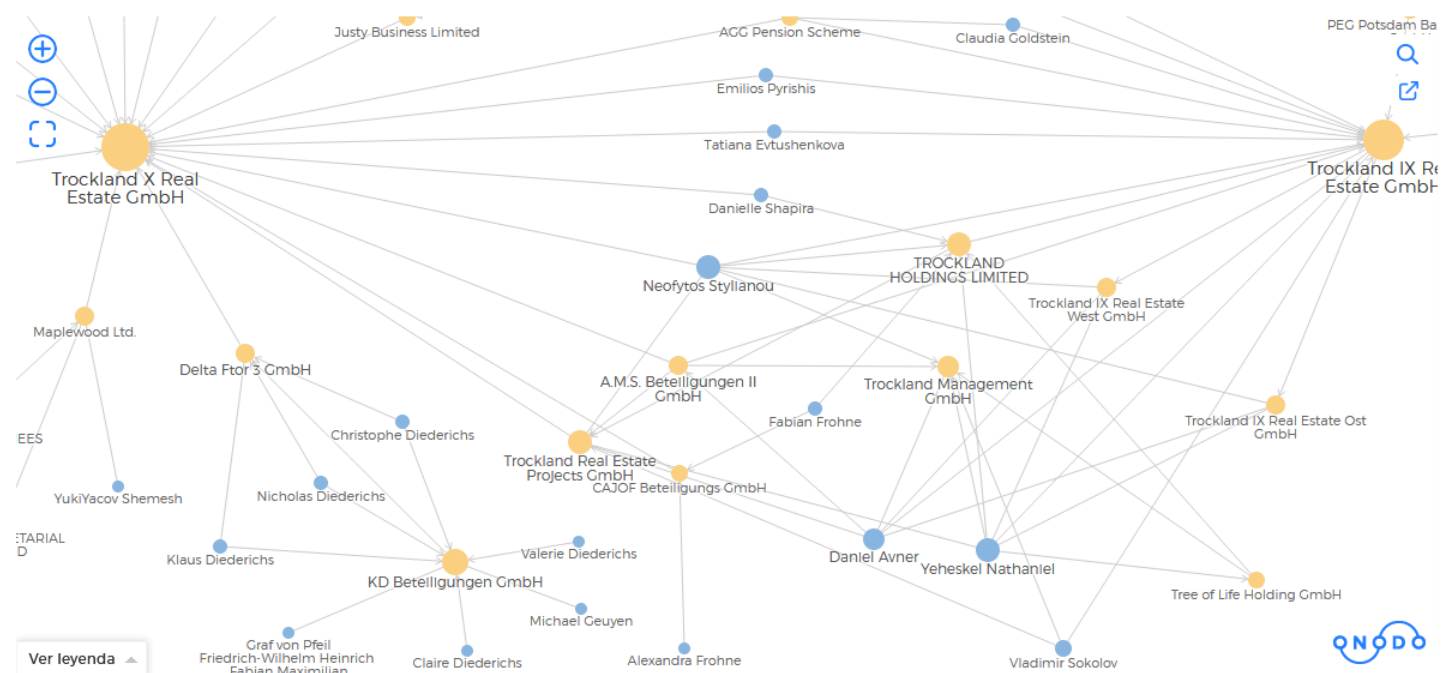 Justy Business Limited
AGG Pension Scheme
Claudia Goldstein
PEG Potsdam Ba
Emilios Pyrishis
Tatiana Evtushenkova
Trockland X Real
Estate GmbH
Trockland IX Re
Estate GmbH
Danielle Shapira
TROCKLAND
HOLDINGS LIMITED
Neofytos Stylianou
Trockland IX Real Estate
West GmbH
Maplewood Ltd.
Delta Ftor 3 GmbH
A.M.S. Beteiligungen II
GmbH
Trockland Management
GmbH
Fabian Frohne
Trockland IX Real Estate Ost
GmbH
EES
Christophe Diederichs
Trockland Real Estate
Projects GmbH
CAJOF Beteiligungs GmbH
YukiYacov Shemesh
Nicholas Diederichs
ETARIAL
D
Klaus Diederichs
Valerie Diederichs
Daniel Avner
Yeheskel Nathaniel
KD Beteiligungen GmbH
Tree of Life Holding GmbH
Michael Geuyen
Graf von Pfeil
Friedrich-Wilhelm Heinrich
Fabian Maximilian
Claire Diederichs
Alexandra Frohne
Vladimir Sokolov
Ver leyenda
ONODO